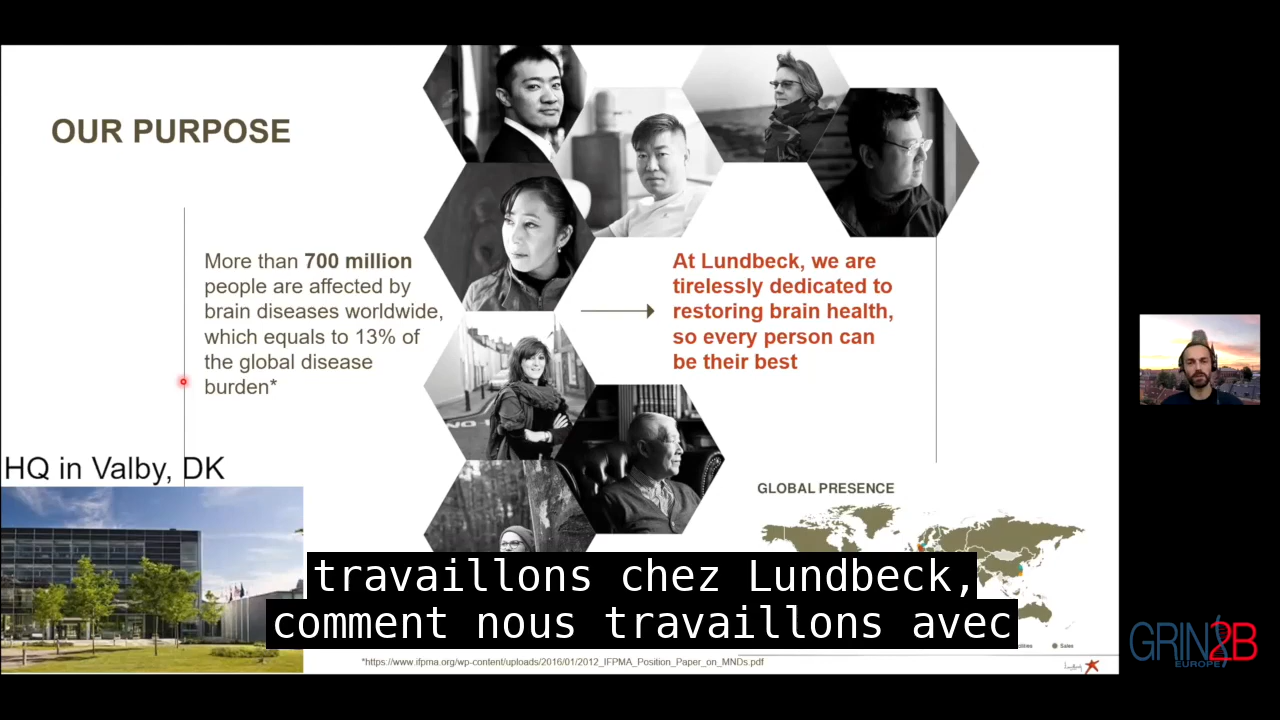 OUR PURPOSE
More than 700 million
people are affected by
brain diseases worldwide,
which equals to 13% of
the global disease
burden*
At Lundbeck, we are
tirelessly dedicated to
restoring brain health,
so every person can
be their best
HQ in Valby, DK
GLOBAL PRESENCE
Sales
travaillons chez Lundbeck,
comment nous travaillons avec
*https://www.ifpma.org/wp-content/uploads/2016/01/2012_IFPMA_Position_Paper_on_MNDs.pdf
Lundbeck
GRIN2B
EUROPE